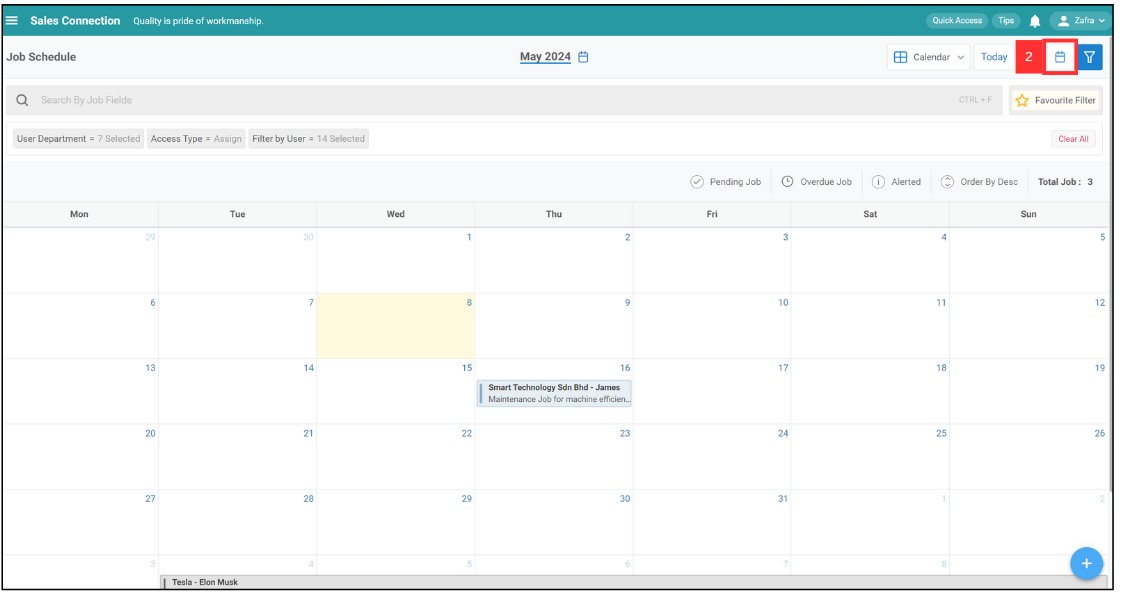 Sales Connection Quality is pride of workmanship. Quick Access Tips Zafra
Job Schedule May 2024 Calendar Today 2
Search By Job Fields CTRL + F Favourite Filter
User Department = 7 Selected Access Type = Assign Filter by User = 14 Selected Clear All
Pending Job Overdue Job Alerted Order By Desc Total Job : 3
Mon Tue Wed Thu Fri Sat Sun
29 30 1 2 3 4 5
6 7 8 9 10 11 12
13 14 15 16 17 18 19
Smart Technology Sdn Bhd - James
Maintenance Job for machine efficien...
20 21 22 23 24 25 26
27 28 29 30 31 1 2
3 4 5 6 7 8
Tesla - Elon Musk